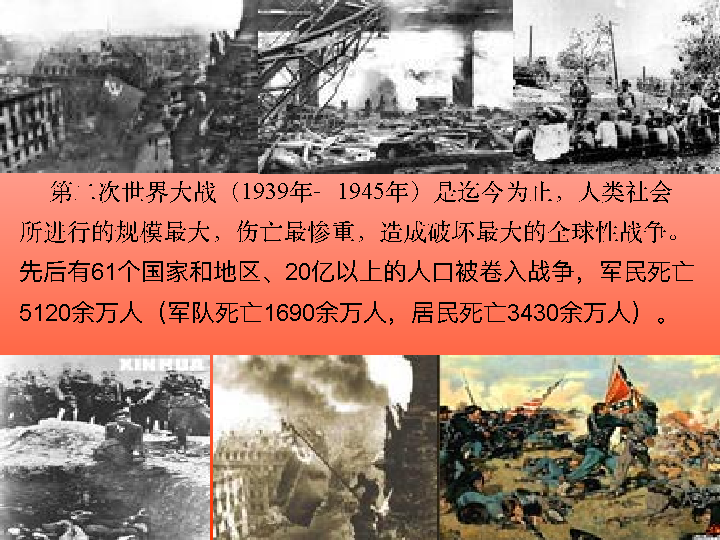 第二次世界大战（1939年- 1945年）是迄今为止，人类社会
所进行的规模最大，伤亡最惨重，造成破坏最大的全球性战争。
先后有61个国家和地区、20亿以上的人口被卷入战争，军民死亡
5120余万人（军队死亡1690余万人，居民死亡3430余万人）。
XINHUA